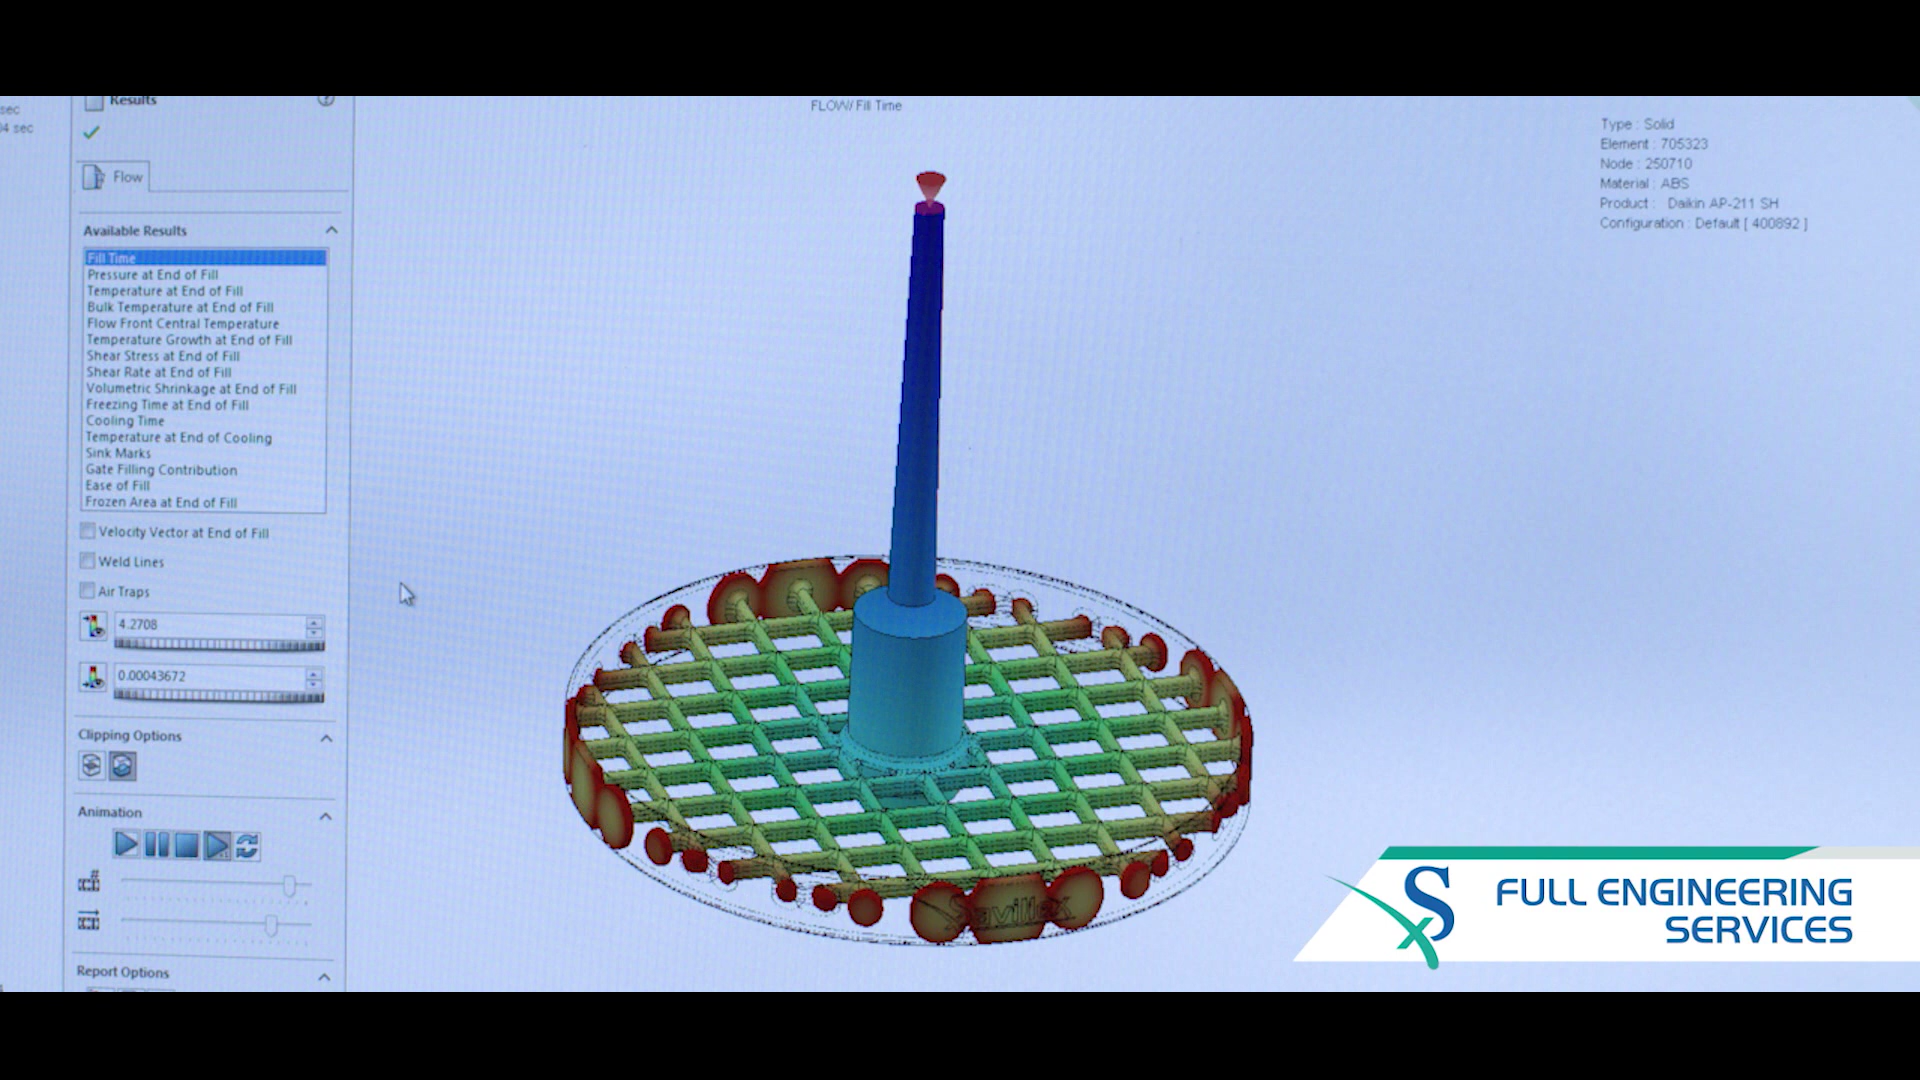 sec
04 sec
Results
Flow
Available Results
Fill Time
Pressure at End of Fill
Temperature at End of Fill
Bulk Temperature at End of Fill
Flow Front Central Temperature
Temperature Growth at End of Fill
Shear Stress at End of Fill
Shear Rate at End of Fill
Volumetric Shrinkage at End of Fill
Freezing Time at End of Fill
Cooling Time
Temperature at End of Cooling
Sink Marks
Gate Filling Contribution
Ease of Fill
Frozen Area at End of Fill
Velocity Vector at End of Fill
Weld Lines
Air Traps
4.2708
0.00043672
Clipping Options
Animation
Report Options
FLOW/ Fill Time
Type : Solid
Element : 705323
Node : 250710
Material : ABS
Product : Daikin AP-211 SH
Configuration : Default [ 400892 ]
Savillex
SX
FULL ENGINEERING
SERVICES